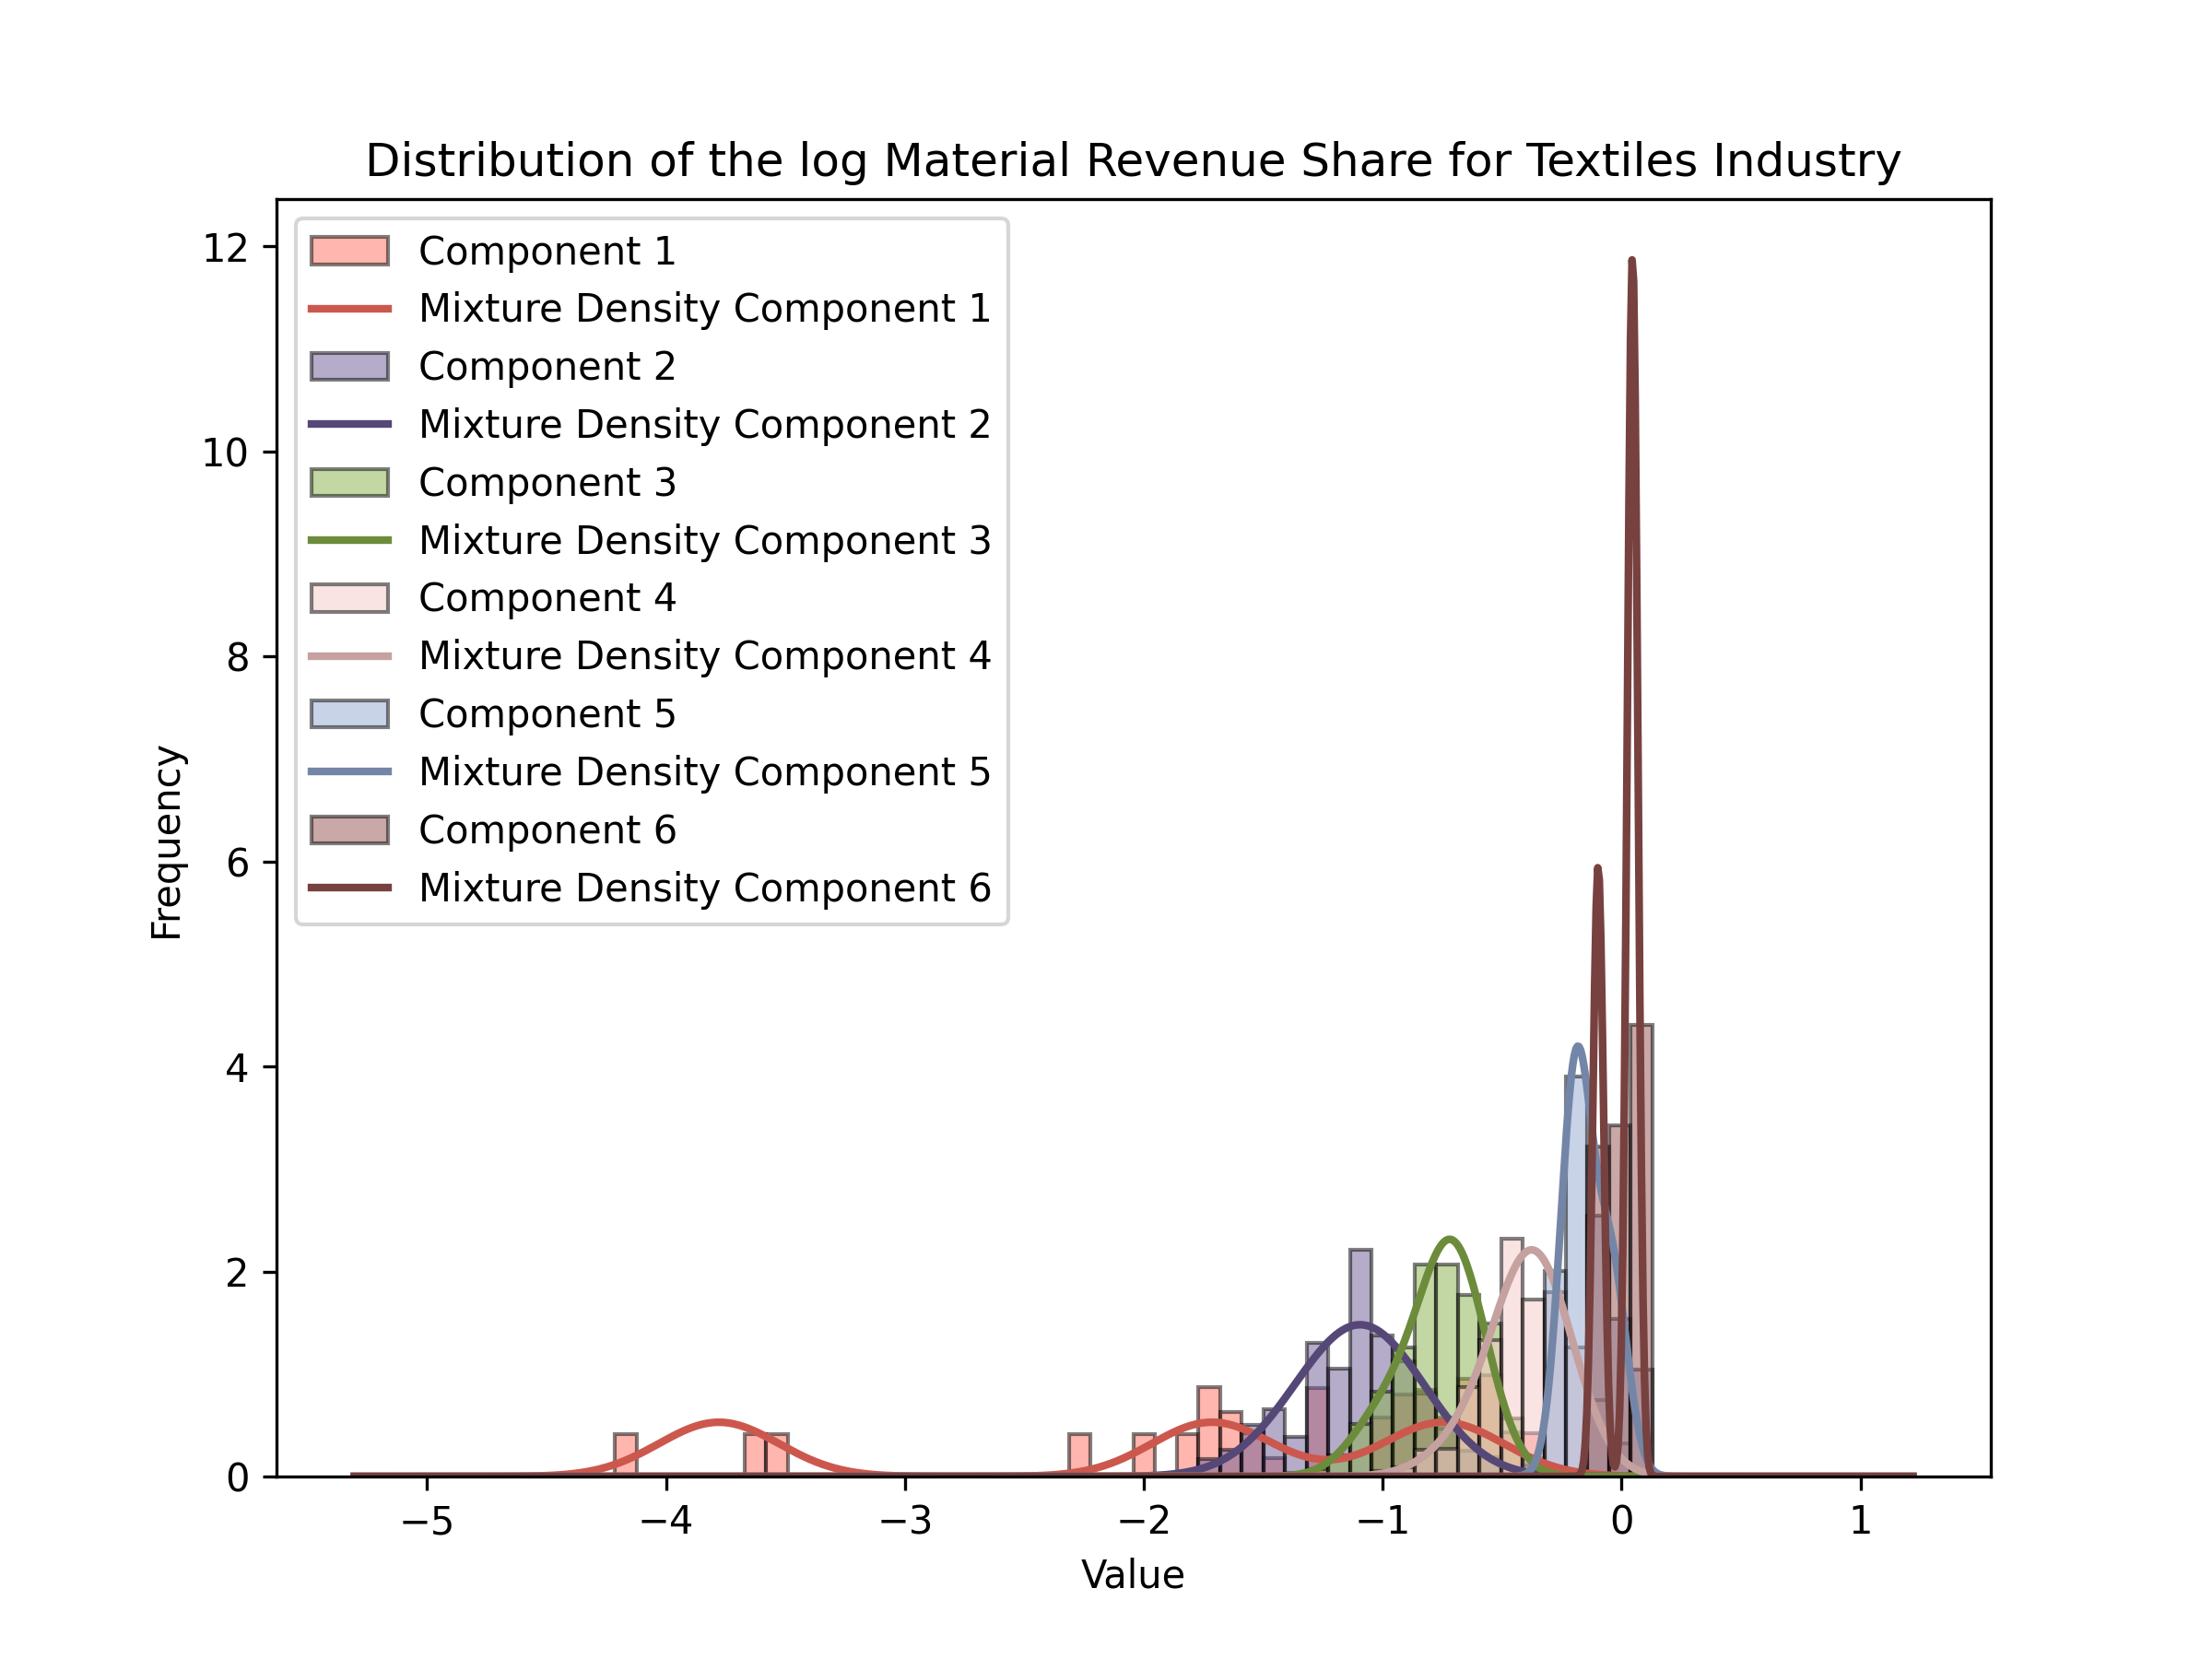 Distribution of the log Material Revenue Share for Textiles Industry
Component 1
Mixture Density Component 1
Component 2
Mixture Density Component 2
Component 3
Mixture Density Component 3
Component 4
Mixture Density Component 4
Component 5
Mixture Density Component 5
Component 6
Mixture Density Component 6
Frequency
12
10
8
6
4
2
0
−5 −4 −3 −2 −1 0 1
Value